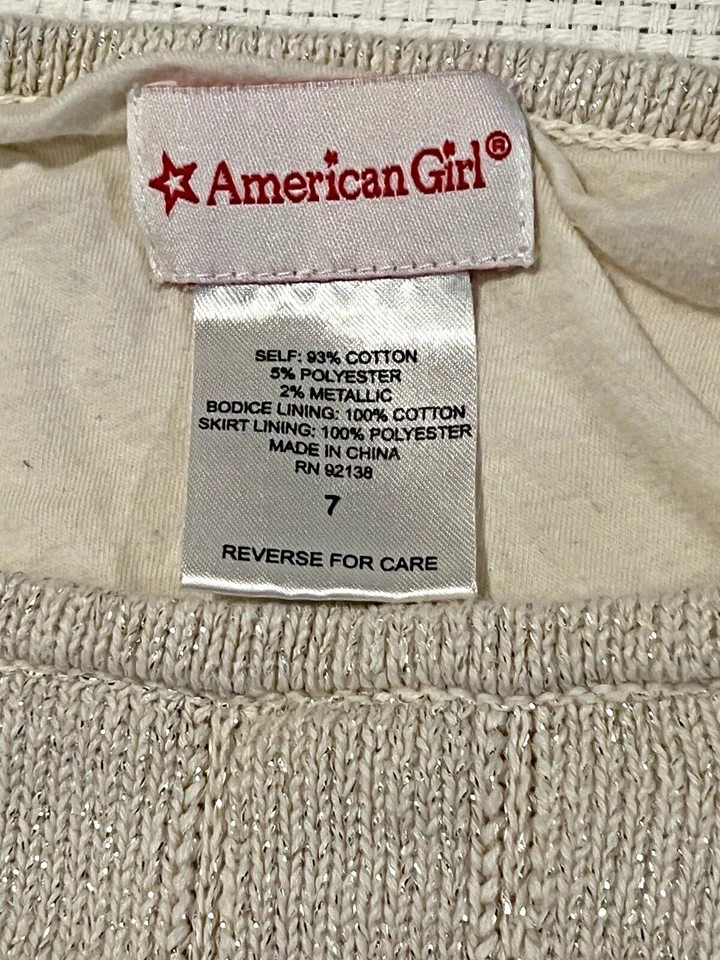 American Girl®
SELF: 93% COTTON
5% POLYESTER
2% METALLIC
BODICE LINING: 100% COTTON
SKIRT LINING: 100% POLYESTER
MADE IN CHINA
RN 92138
7
REVERSE FOR CARE